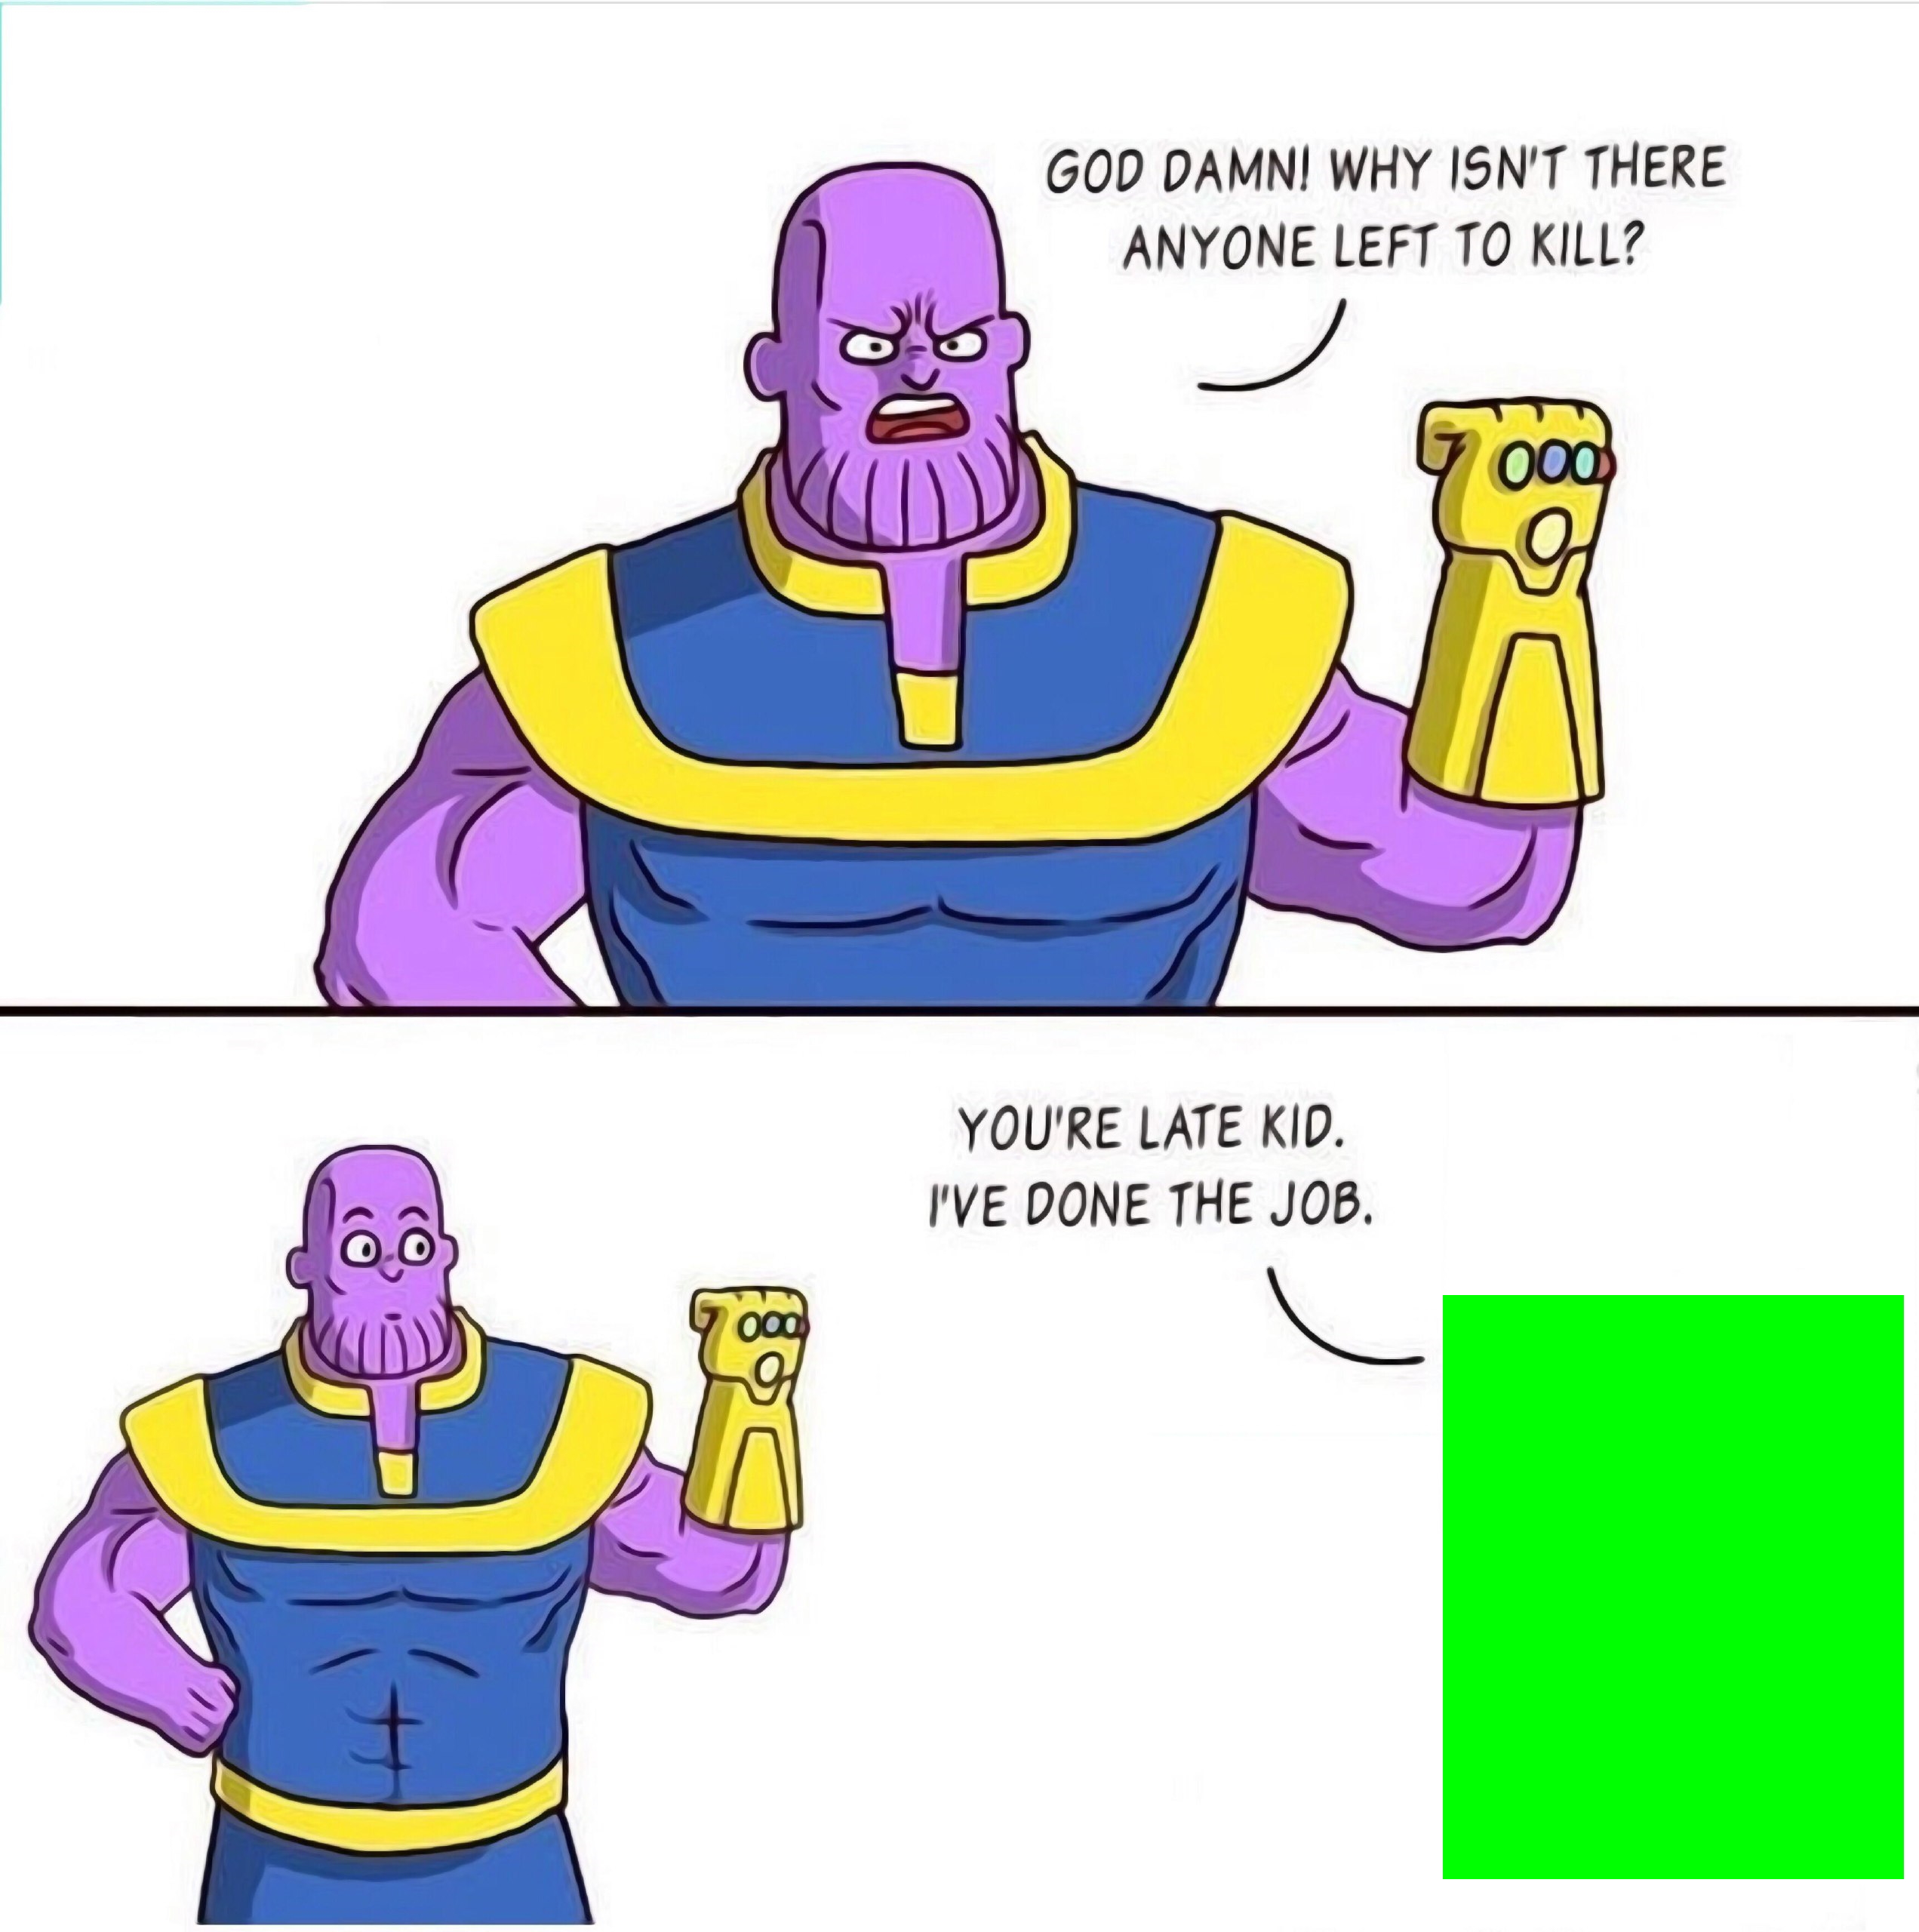 GOD DAMN! WHY ISN'T THERE
ANYONE LEFT TO KILL?
YOU'RE LATE KID.
I'VE DONE THE JOB.